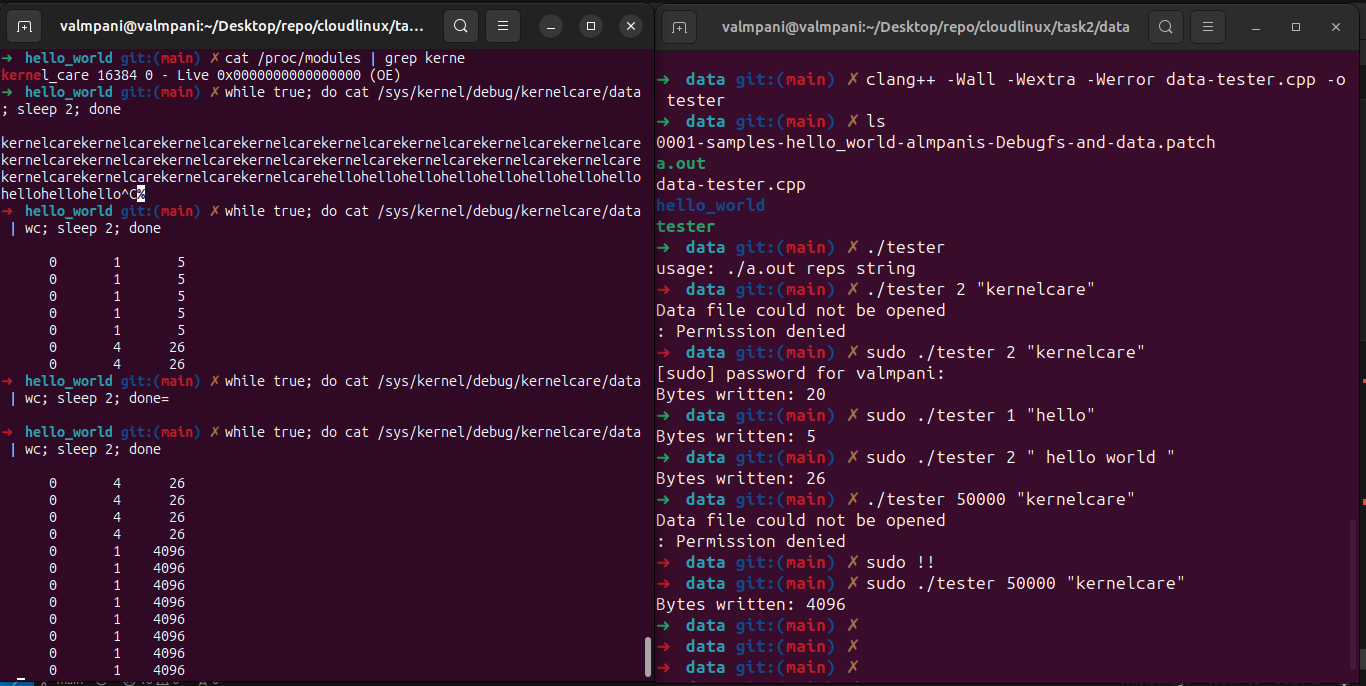 valmpani@valmpani:~/Desktop/repo/cloudlinux/ta...
➜  hello_world git:(main) ✗ cat /proc/modules | grep kerne
kernel_care 16384 0 - Live 0x0000000000000000 (OE)
➜  hello_world git:(main) ✗ while true; do cat /sys/kernel/debug/kernelcare/data
; sleep 2; done
kernelcarekernelcarekernelcarekernelcarekernelcarekernelcarekernelcarekernelcare
kernelcarekernelcarekernelcarekernelcarekernelcarekernelcarekernelcarekernelcare
kernelcarekernelcarekernelcarekernelcarehellohellohellohellohellohellohellohello
hellohellohello^C%
➜  hello_world git:(main) ✗ while true; do cat /sys/kernel/debug/kernelcare/data
 | wc; sleep 2; done
0 1 5
0 1 5
0 1 5
0 1 5
0 1 5
0 4 26
0 4 26
➜  hello_world git:(main) ✗ while true; do cat /sys/kernel/debug/kernelcare/data
 | wc; sleep 2; done=
➜  hello_world git:(main) ✗ while true; do cat /sys/kernel/debug/kernelcare/data
 | wc; sleep 2; done
0 4 26
0 4 26
0 4 26
0 4 26
0 1 4096
0 1 4096
0 1 4096
0 1 4096
0 1 4096
0 1 4096
0 1 4096
0 1 4096
valmpani@valmpani:~/Desktop/repo/cloudlinux/task2/data
➜  data git:(main) ✗ clang++ -Wall -Wextra -Werror data-tester.cpp -o
 tester
➜  data git:(main) ✗ ls
0001-samples-hello_world-almpanis-Debugfs-and-data.patch
a.out
data-tester.cpp
hello_world
tester
➜  data git:(main) ✗ ./tester
usage: ./a.out reps string
➜  data git:(main) ✗ ./tester 2 "kernelcare"
Data file could not be opened
: Permission denied
➜  data git:(main) ✗ sudo ./tester 2 "kernelcare"
[sudo] password for valmpani:
Bytes written: 20
➜  data git:(main) ✗ sudo ./tester 1 "hello"
Bytes written: 5
➜  data git:(main) ✗ sudo ./tester 2 " hello world "
Bytes written: 26
➜  data git:(main) ✗ ./tester 50000 "kernelcare"
Data file could not be opened
: Permission denied
➜  data git:(main) ✗ sudo !!
➜  data git:(main) ✗ sudo ./tester 50000 "kernelcare"
Bytes written: 4096
➜  data git:(main) ✗
➜  data git:(main) ✗
➜  data git:(main) ✗